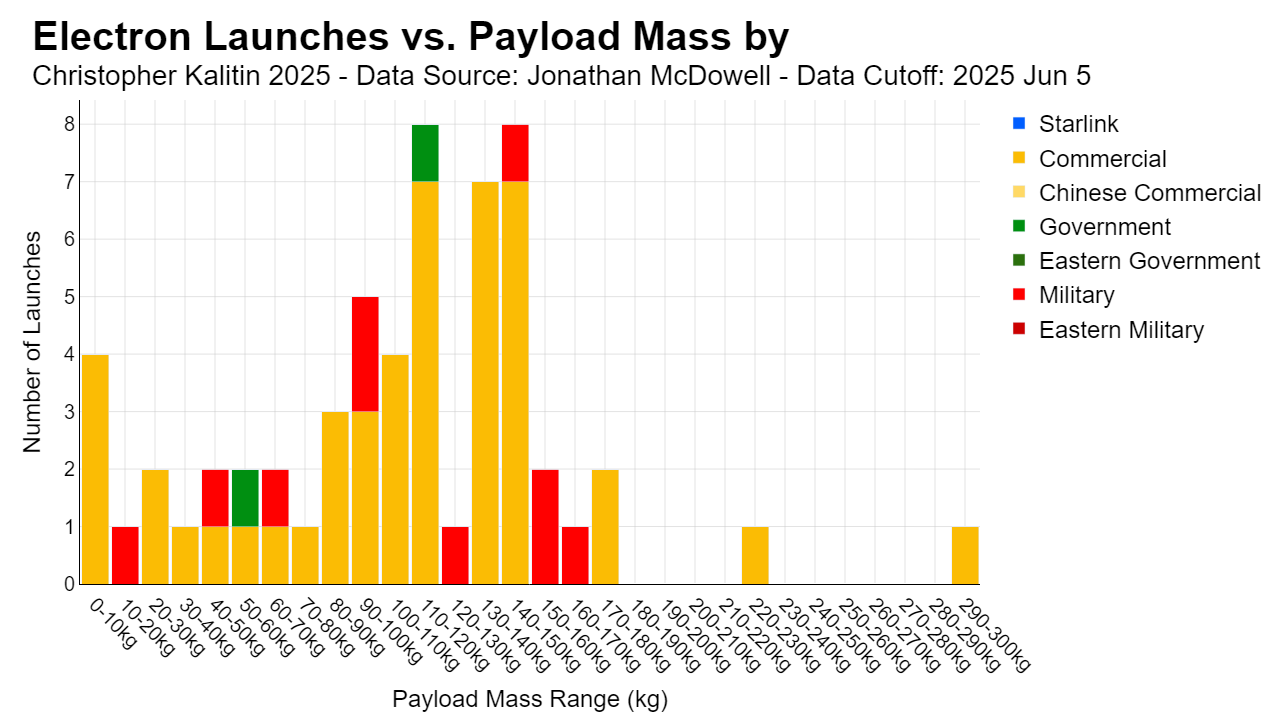 Electron Launches vs. Payload Mass by
Christopher Kalitin 2025 - Data Source: Jonathan McDowell - Data Cutoff: 2025 Jun 5
Starlink
Commercial
Chinese Commercial
Government
Eastern Government
Military
Eastern Military
Number of Launches
8
7
6
5
4
3
2
1
0
0-10kg
10-20kg
20-30kg
30-40kg
40-50kg
50-60kg
60-70kg
70-80kg
80-90kg
90-100kg
100-110kg
110-120kg
120-130kg
130-140kg
140-150kg
150-160kg
160-170kg
170-180kg
180-190kg
190-200kg
200-210kg
210-220kg
220-230kg
230-240kg
240-250kg
250-260kg
260-270kg
270-280kg
280-290kg
290-300kg
Payload Mass Range (kg)